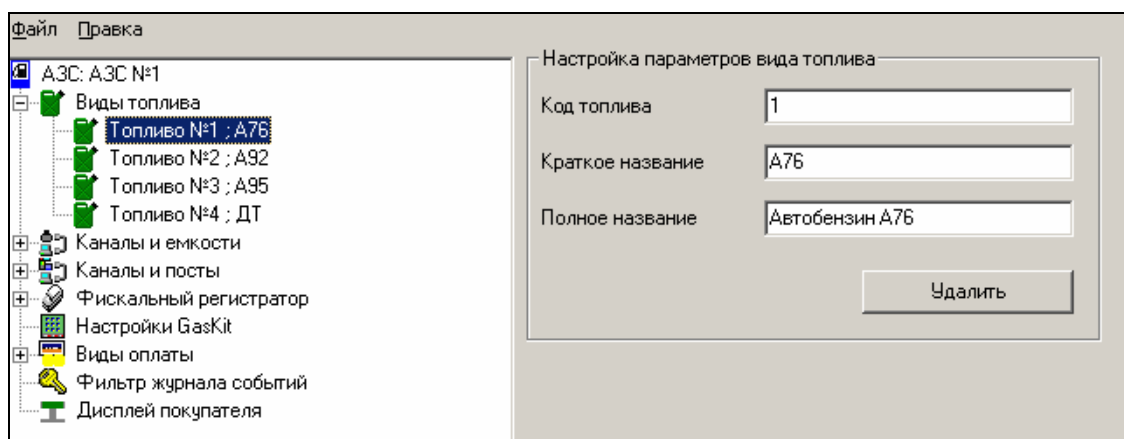 Файл Правка
АЗС: АЗС №1
Виды топлива
Топливо №1 ; А76
Топливо №2 ; А92
Топливо №3 ; А95
Топливо №4 ; ДТ
Каналы и емкости
Каналы и посты
Фискальный регистратор
Настройки GasKit
Виды оплаты
Фильтр журнала событий
Дисплей покупателя
Настройка параметров вида топлива
Код топлива 1
Краткое название А76
Полное название Автобензин А76
Удалить